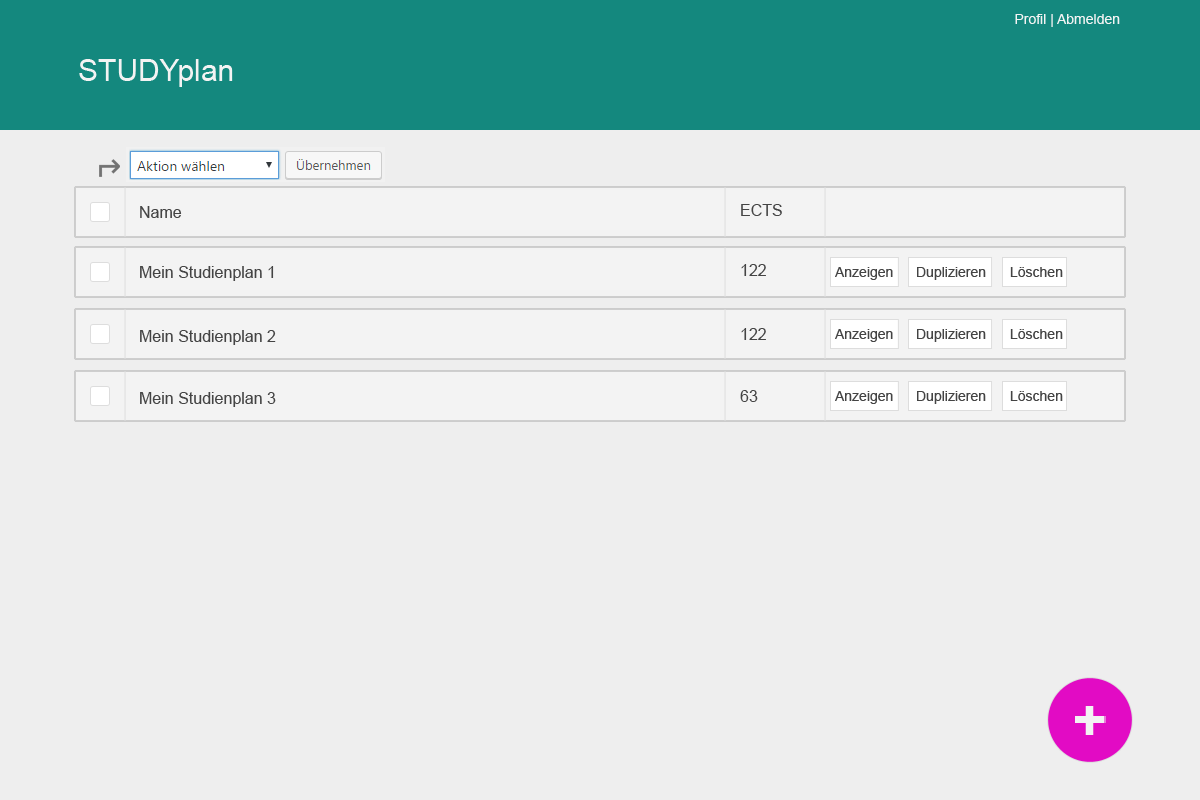 Profil | Abmelden
STUDYplan
Aktion wählen Übernehmen
Name ECTS
Mein Studienplan 1 122 Anzeigen Duplizieren Löschen
Mein Studienplan 2 122 Anzeigen Duplizieren Löschen
Mein Studienplan 3 63 Anzeigen Duplizieren Löschen